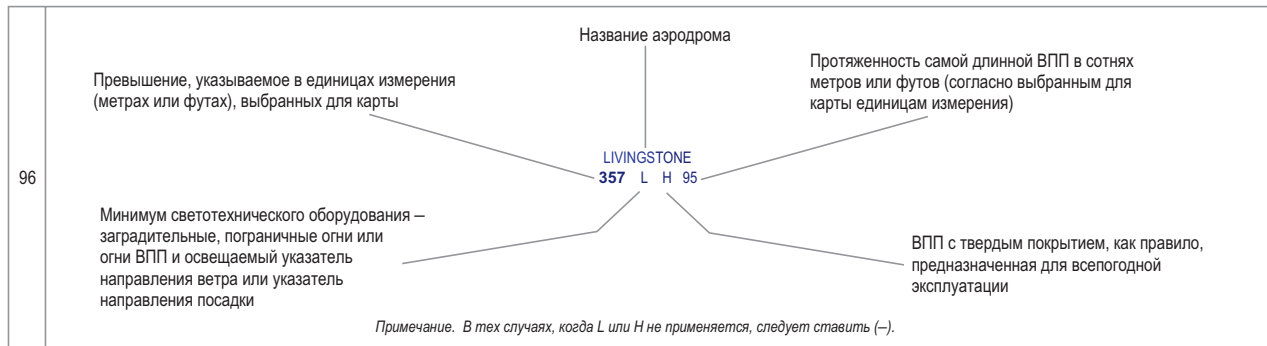 96
Название аэродрома
Превышение, указываемое в единицах измерения
(метрах или футах), выбранных для карты
Протяженность самой длинной ВПП в сотнях
метров или футов (согласно выбранным для
карты единицам измерения)
LIVINGSTONE
357 L H 95
Минимум светотехнического оборудования –
заградительные, пограничные огни или
огни ВПП и освещаемый указатель
направления ветра или указатель
направления посадки
ВПП с твердым покрытием, как правило,
предназначенная для всепогодной
эксплуатации
Примечание. В тех случаях, когда L или H не применяется, следует ставить (–).